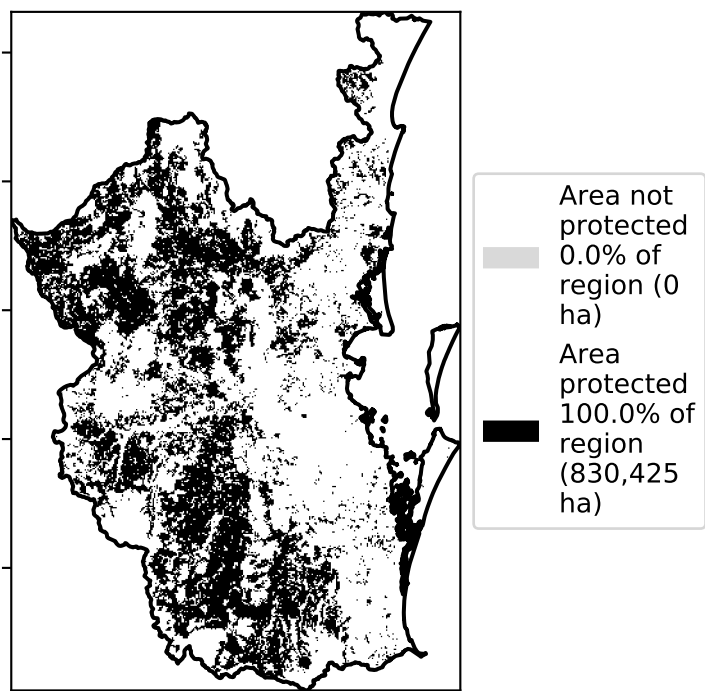 Area not
protected
0.0% of
region (0
ha)
Area
protected
100.0% of
region
(830,425
ha)